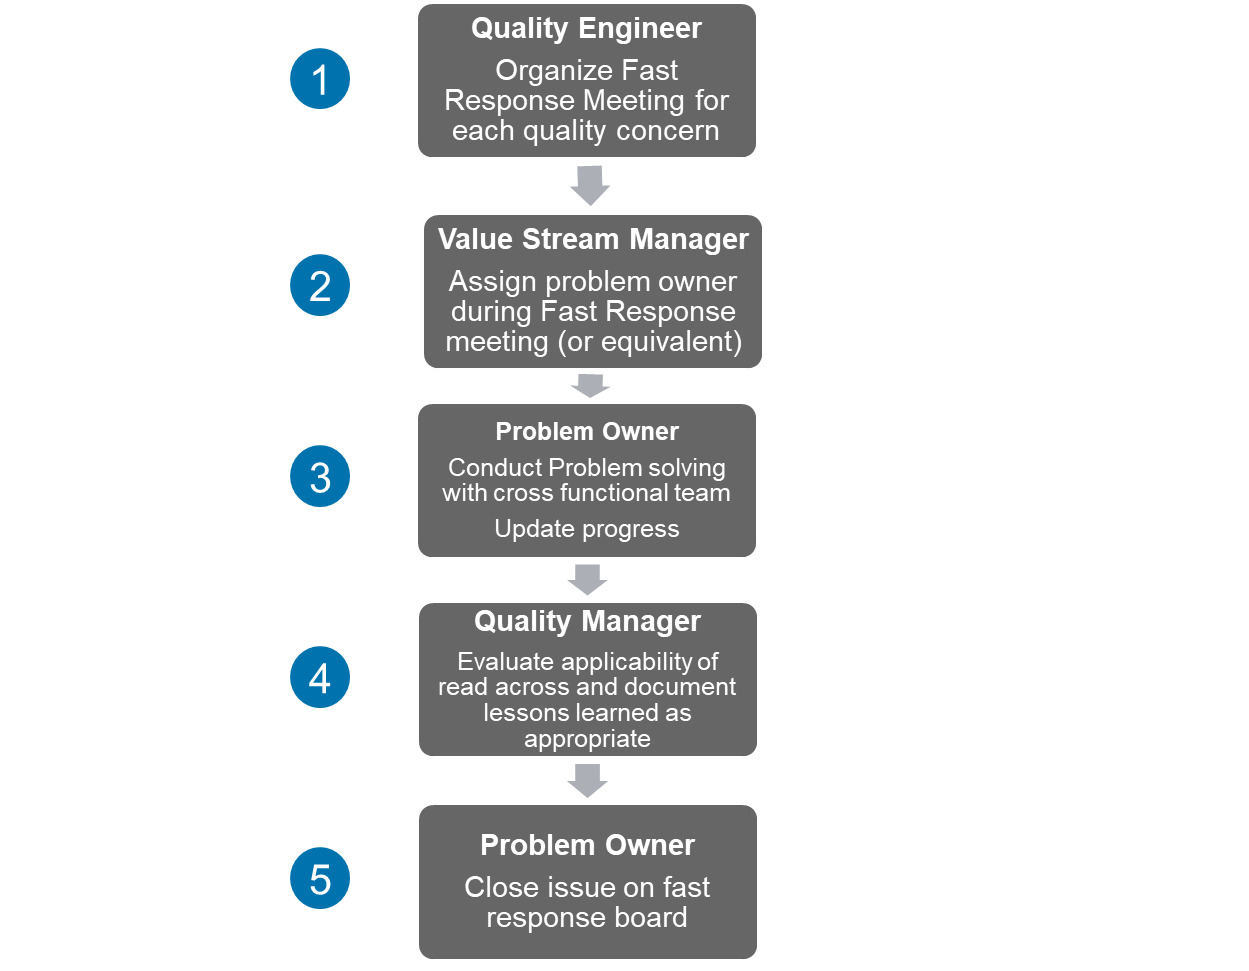 1
Quality Engineer
Organize Fast
Response Meeting for
each quality concern
2
Value Stream Manager
Assign problem owner
during Fast Response
meeting (or equivalent)
3
Problem Owner
Conduct Problem solving
with cross functional team
Update progress
4
Quality Manager
Evaluate applicability of
read across and document
lessons learned as
appropriate
5
Problem Owner
Close issue on fast
response board